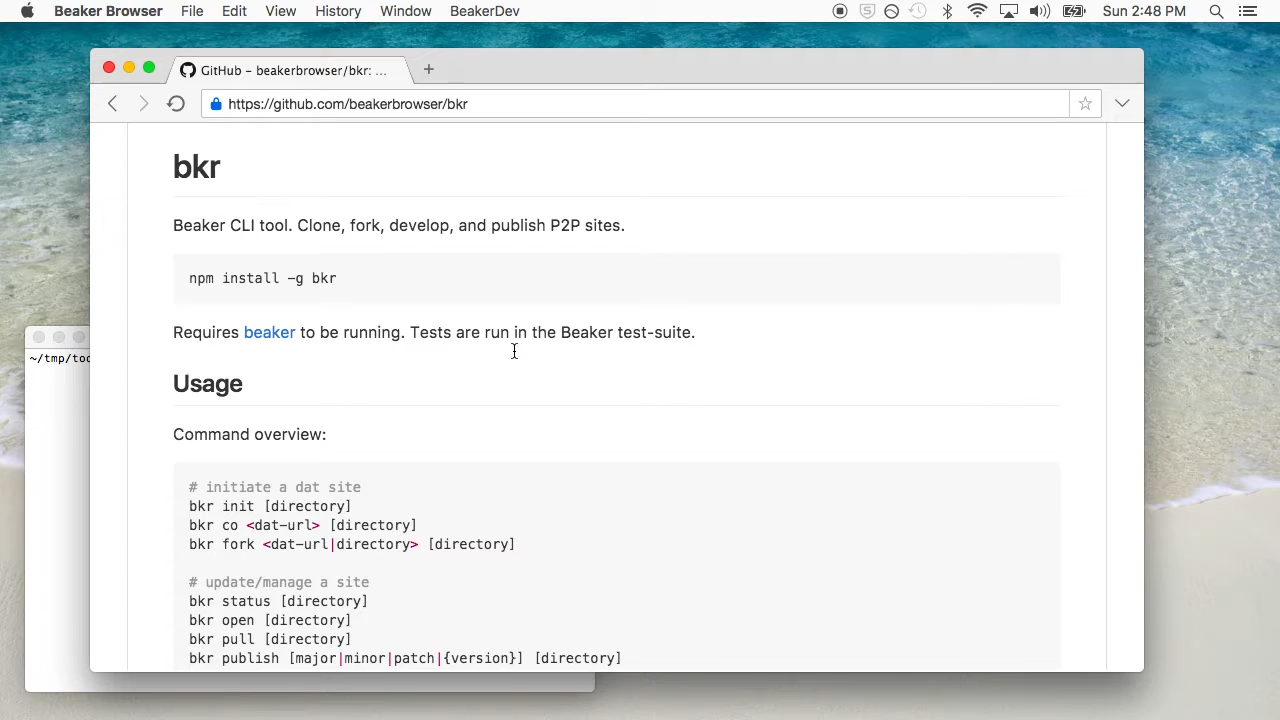 Beaker Browser File Edit View History Window BeakerDev Sun 2:48 PM
GitHub – beakerbrowser/bkr: ...
https://github.com/beakerbrowser/bkr
bkr
Beaker CLI tool. Clone, fork, develop, and publish P2P sites.
npm install -g bkr
Requires beaker to be running. Tests are run in the Beaker test-suite.
~/tmp/too
Usage
Command overview:
# initiate a dat site
bkr init [directory]
bkr co <dat-url> [directory]
bkr fork <dat-url|directory> [directory]
# update/manage a site
bkr status [directory]
bkr open [directory]
bkr pull [directory]
bkr publish [major|minor|patch|{version}] [directory]